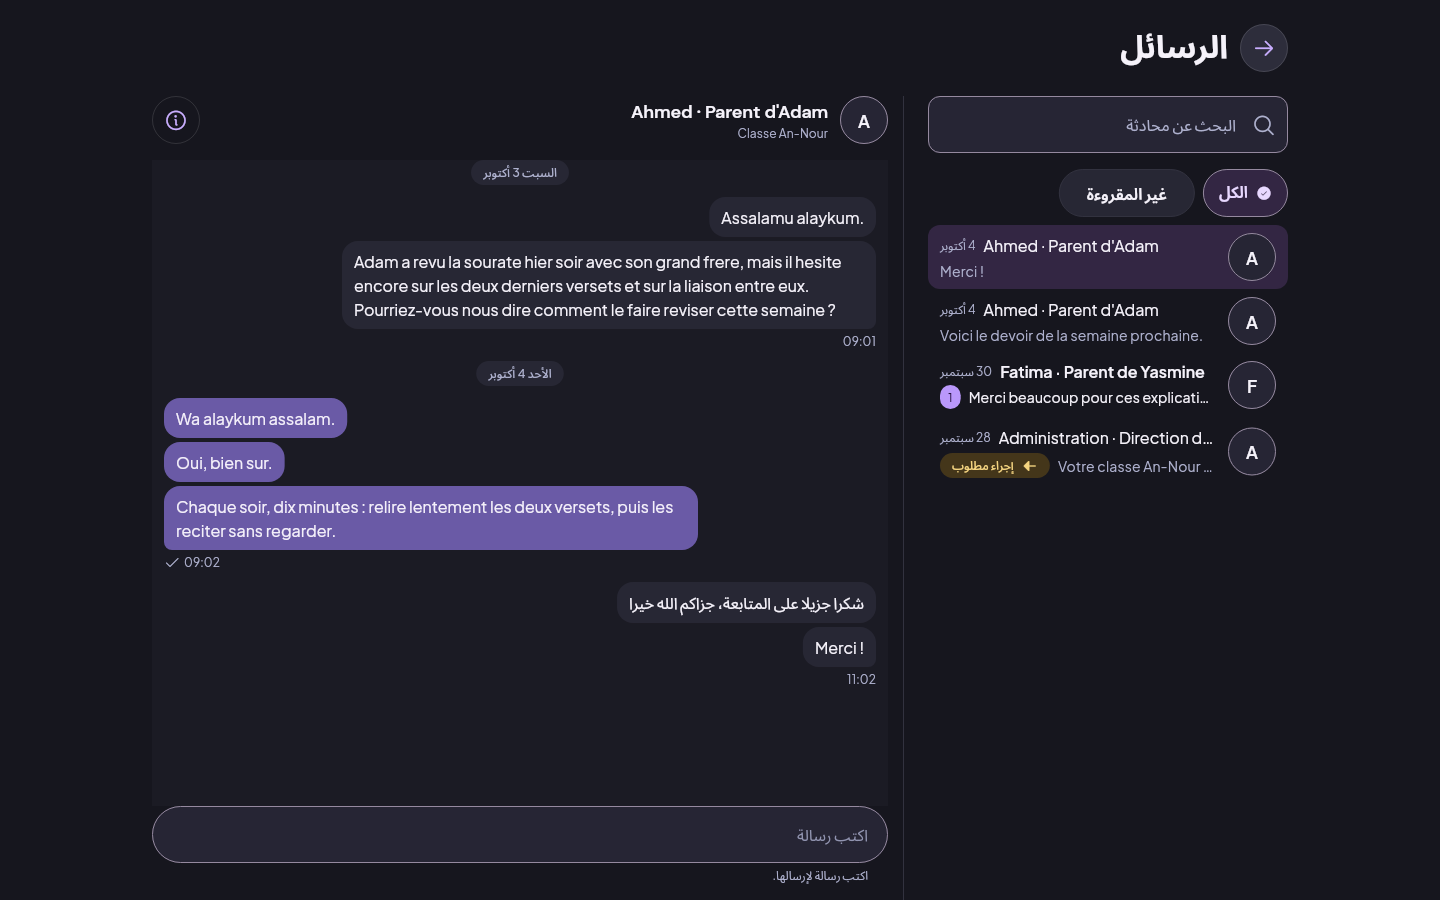 الرسائل
البحث عن محادثة
الكل
غير المقروءة
A
Ahmed · Parent d'Adam
4 أكتوبر
Merci !
A
Ahmed · Parent d'Adam
4 أكتوبر
Voici le devoir de la semaine prochaine.
F
Fatima · Parent de Yasmine
30 سبتمبر
Merci beaucoup pour ces explicati...
1
A
Administration · Direction d...
28 سبتمبر
Votre classe An-Nour ...
إجراء مطلوب
A
Ahmed · Parent d'Adam
Classe An-Nour
السبت 3 أكتوبر
Assalamu alaykum.
Adam a revu la sourate hier soir avec son grand frere, mais il hesite
encore sur les deux derniers versets et sur la liaison entre eux.
Pourriez-vous nous dire comment le faire reviser cette semaine ?
09:01
الأحد 4 أكتوبر
Wa alaykum assalam.
Oui, bien sur.
Chaque soir, dix minutes : relire lentement les deux versets, puis les
reciter sans regarder.
09:02
شكرا جزيلا على المتابعة، جزاكم الله خيرا
Merci !
11:02
اكتب رسالة
اكتب رسالة لإرسالها.